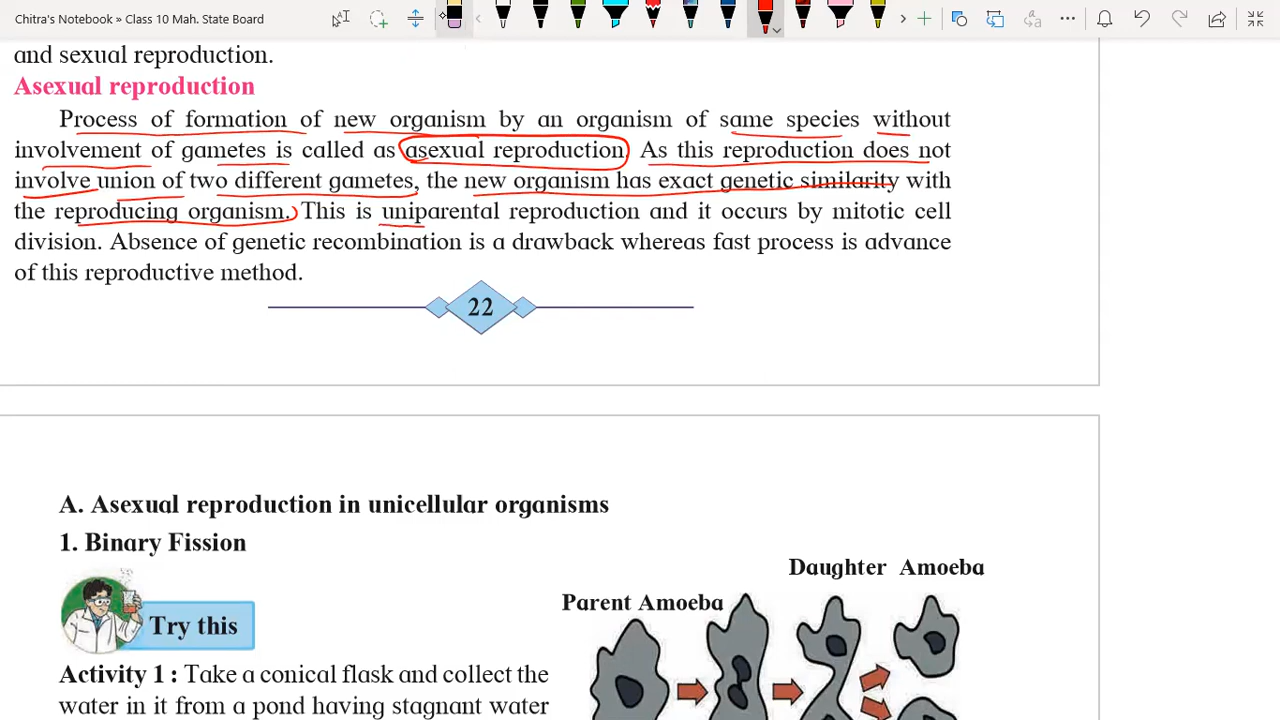 Chitra's Notebook » Class 10 Mah. State Board
and sexual reproduction.
Asexual reproduction
Process of formation of new organism by an organism of same species without
involvement of gametes is called as asexual reproduction. As this reproduction does not
involve union of two different gametes, the new organism has exact genetic similarity with
the reproducing organism. This is uniparental reproduction and it occurs by mitotic cell
division. Absence of genetic recombination is a drawback whereas fast process is advance
of this reproductive method.
22
A. Asexual reproduction in unicellular organisms
1. Binary Fission
Daughter Amoeba
Parent Amoeba
Try this
Activity 1 : Take a conical flask and collect the
water in it from a pond having stagnant water